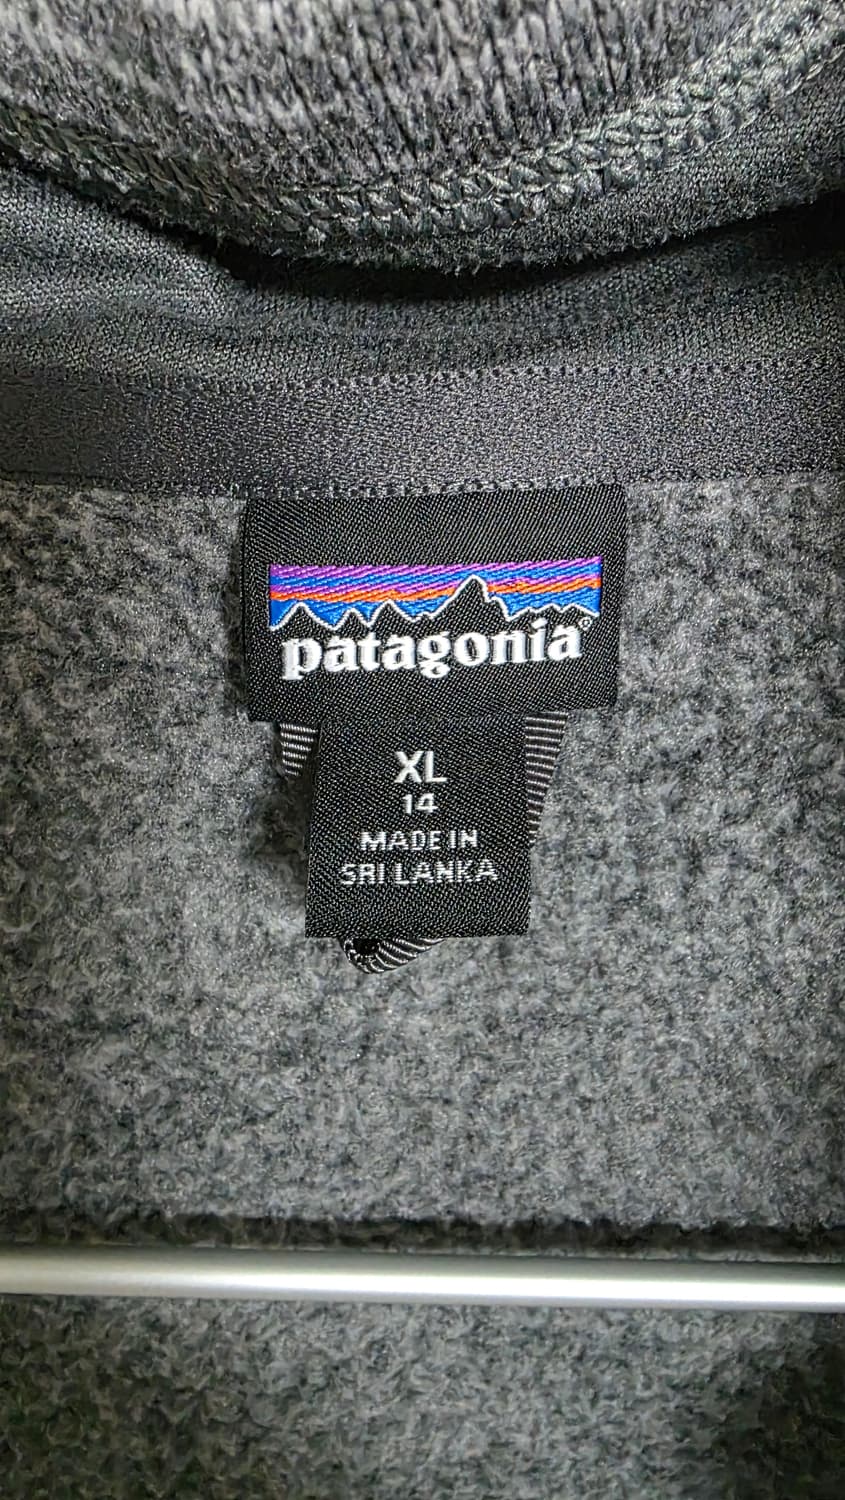 patagonia®
XL
14
MADE IN
SRI LANKA